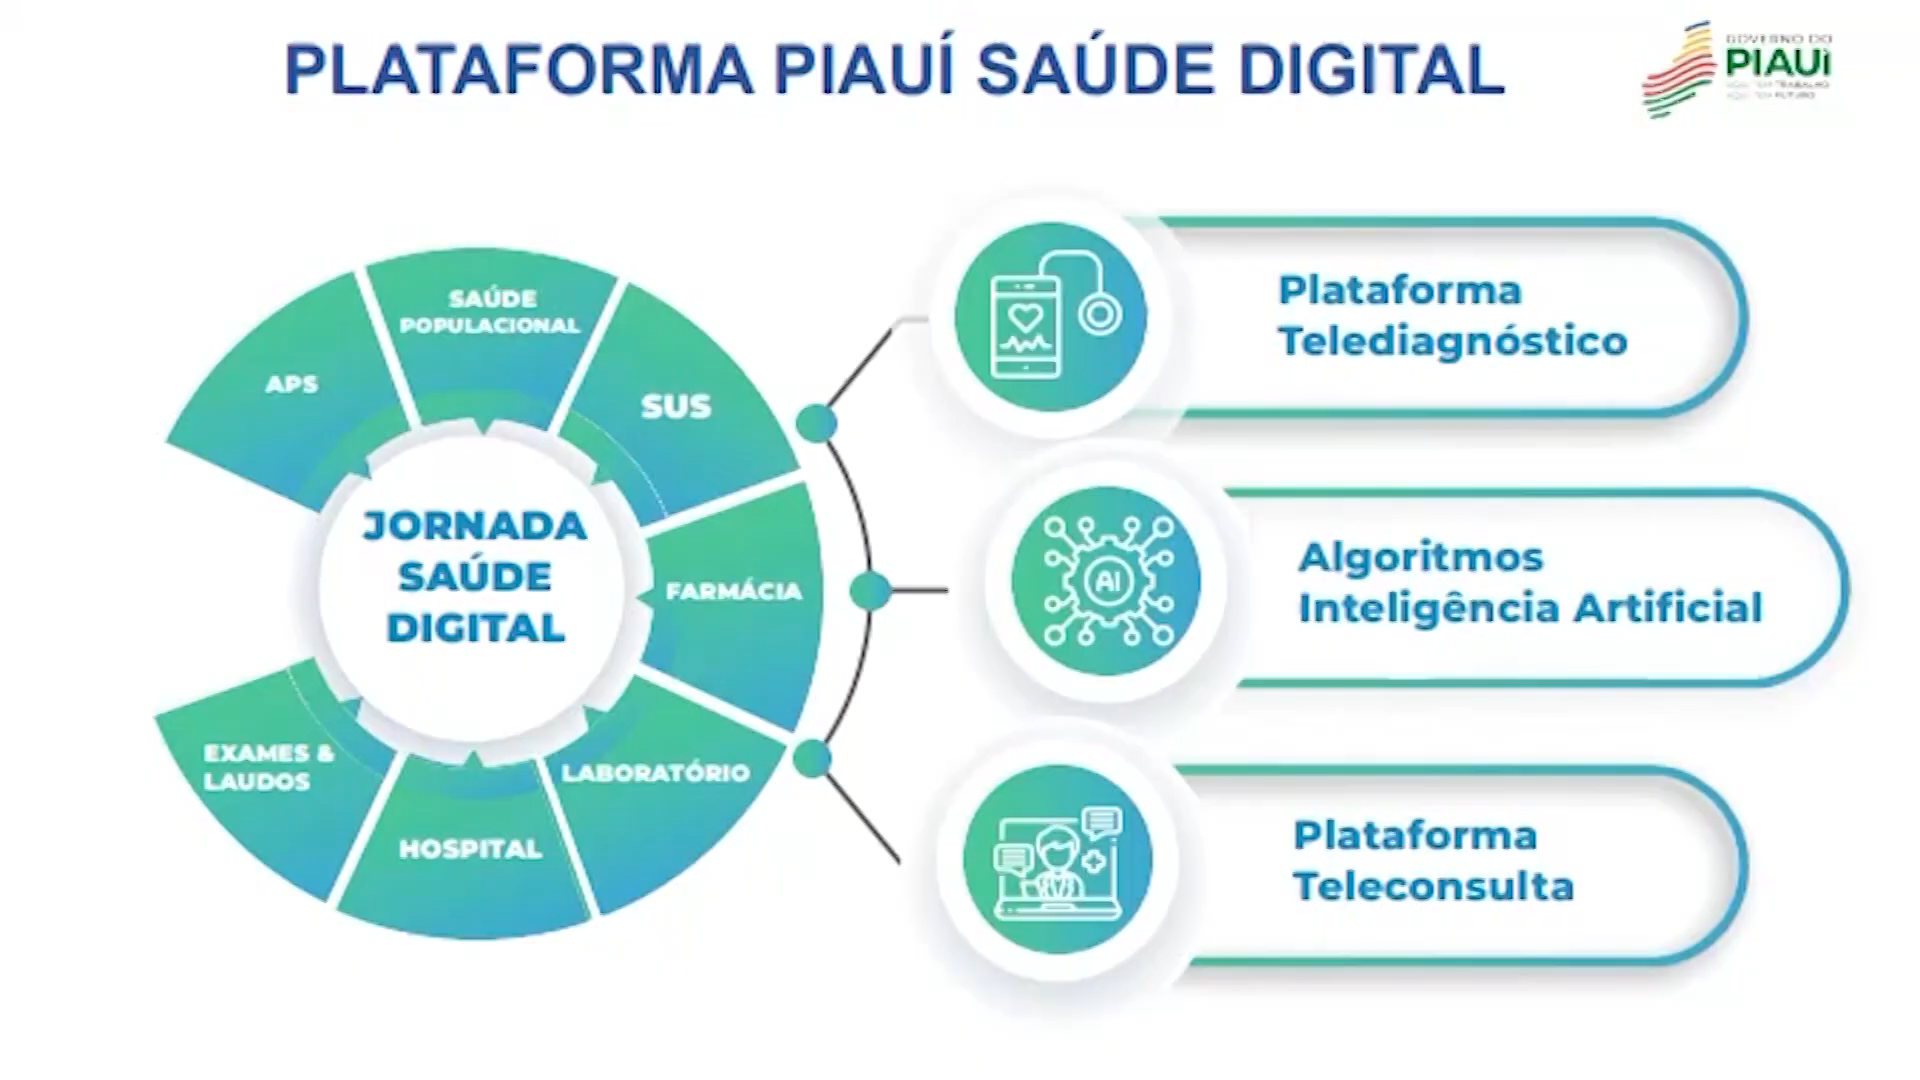 PLATAFORMA PIAUÍ SAÚDE DIGITAL
GOVERNO DO
PIAUÍ
APS
SAÚDE
POPULACIONAL
SUS
FARMÁCIA
LABORATÓRIO
HOSPITAL
EXAMES &
LAUDOS
JORNADA
SAÚDE
DIGITAL
Plataforma
Telediagnóstico
AI
Algoritmos
Inteligência Artificial
Plataforma
Teleconsulta